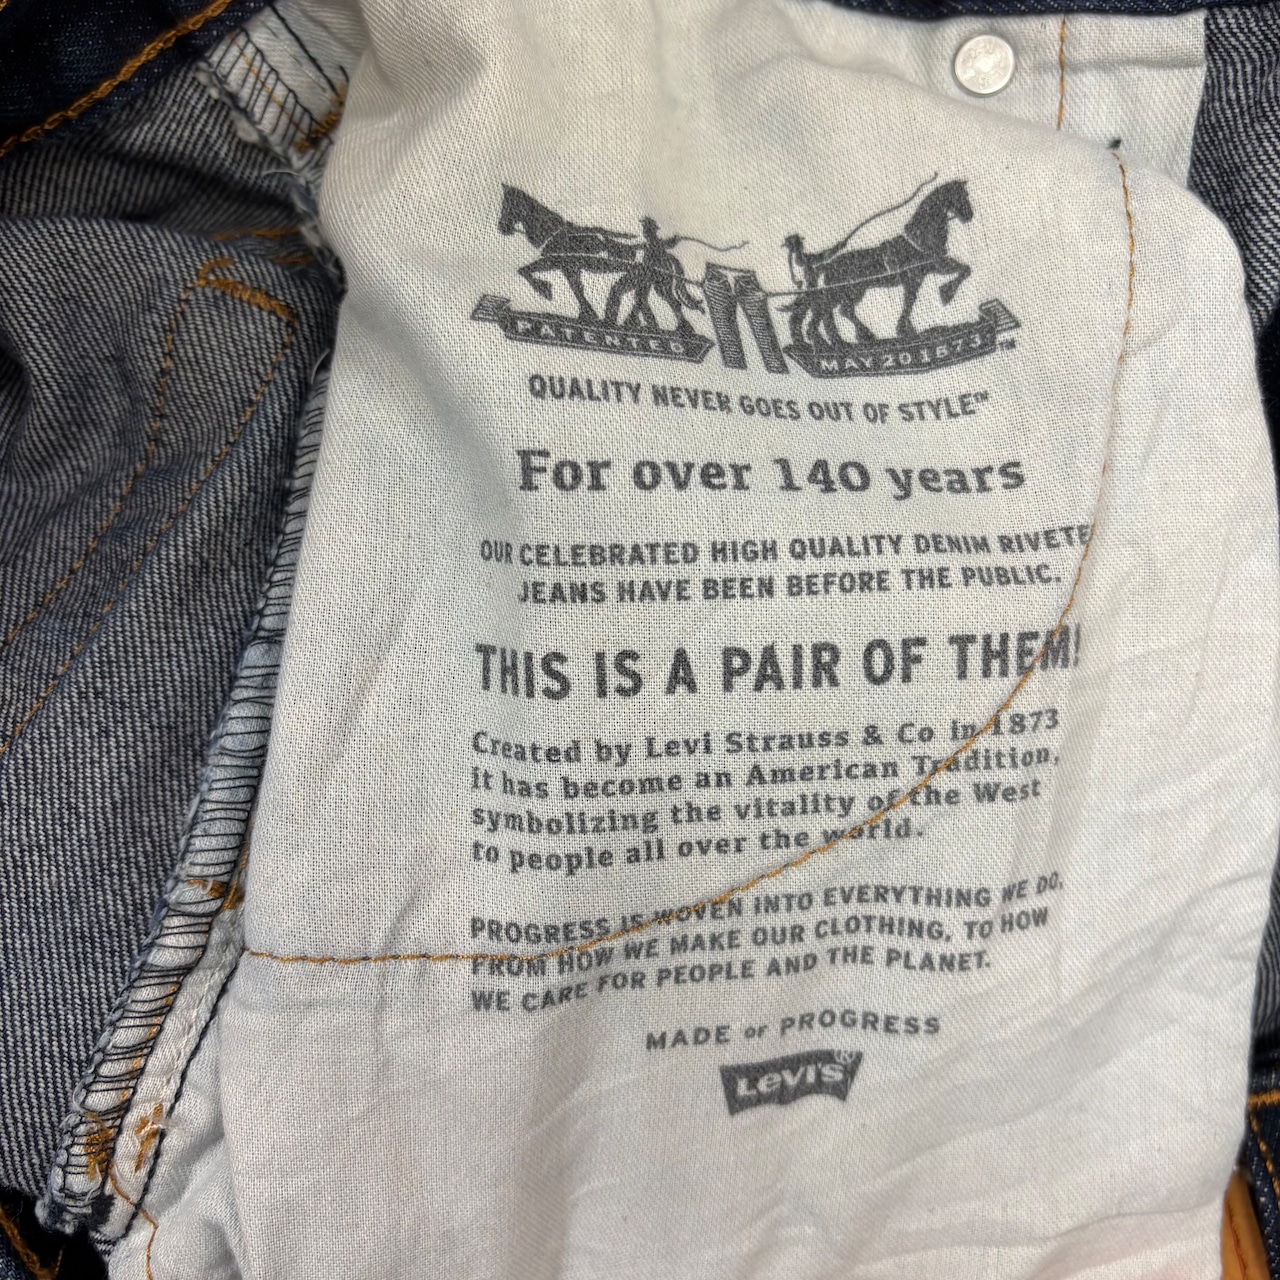 PATENTED
MAY 20 1873™
QUALITY NEVER GOES OUT OF STYLE™
For over 140 years
OUR CELEBRATED HIGH QUALITY DENIM RIVETE
JEANS HAVE BEEN BEFORE THE PUBLIC.
THIS IS A PAIR OF THEM!
Created by Levi Strauss & Co in 1873
it has become an American Tradition,
symbolizing the vitality of the West
to people all over the world.
PROGRESS IS WOVEN INTO EVERYTHING WE DO,
FROM HOW WE MAKE OUR CLOTHING, TO HOW
WE CARE FOR PEOPLE AND THE PLANET.
MADE OF PROGRESS
LEVI'S®